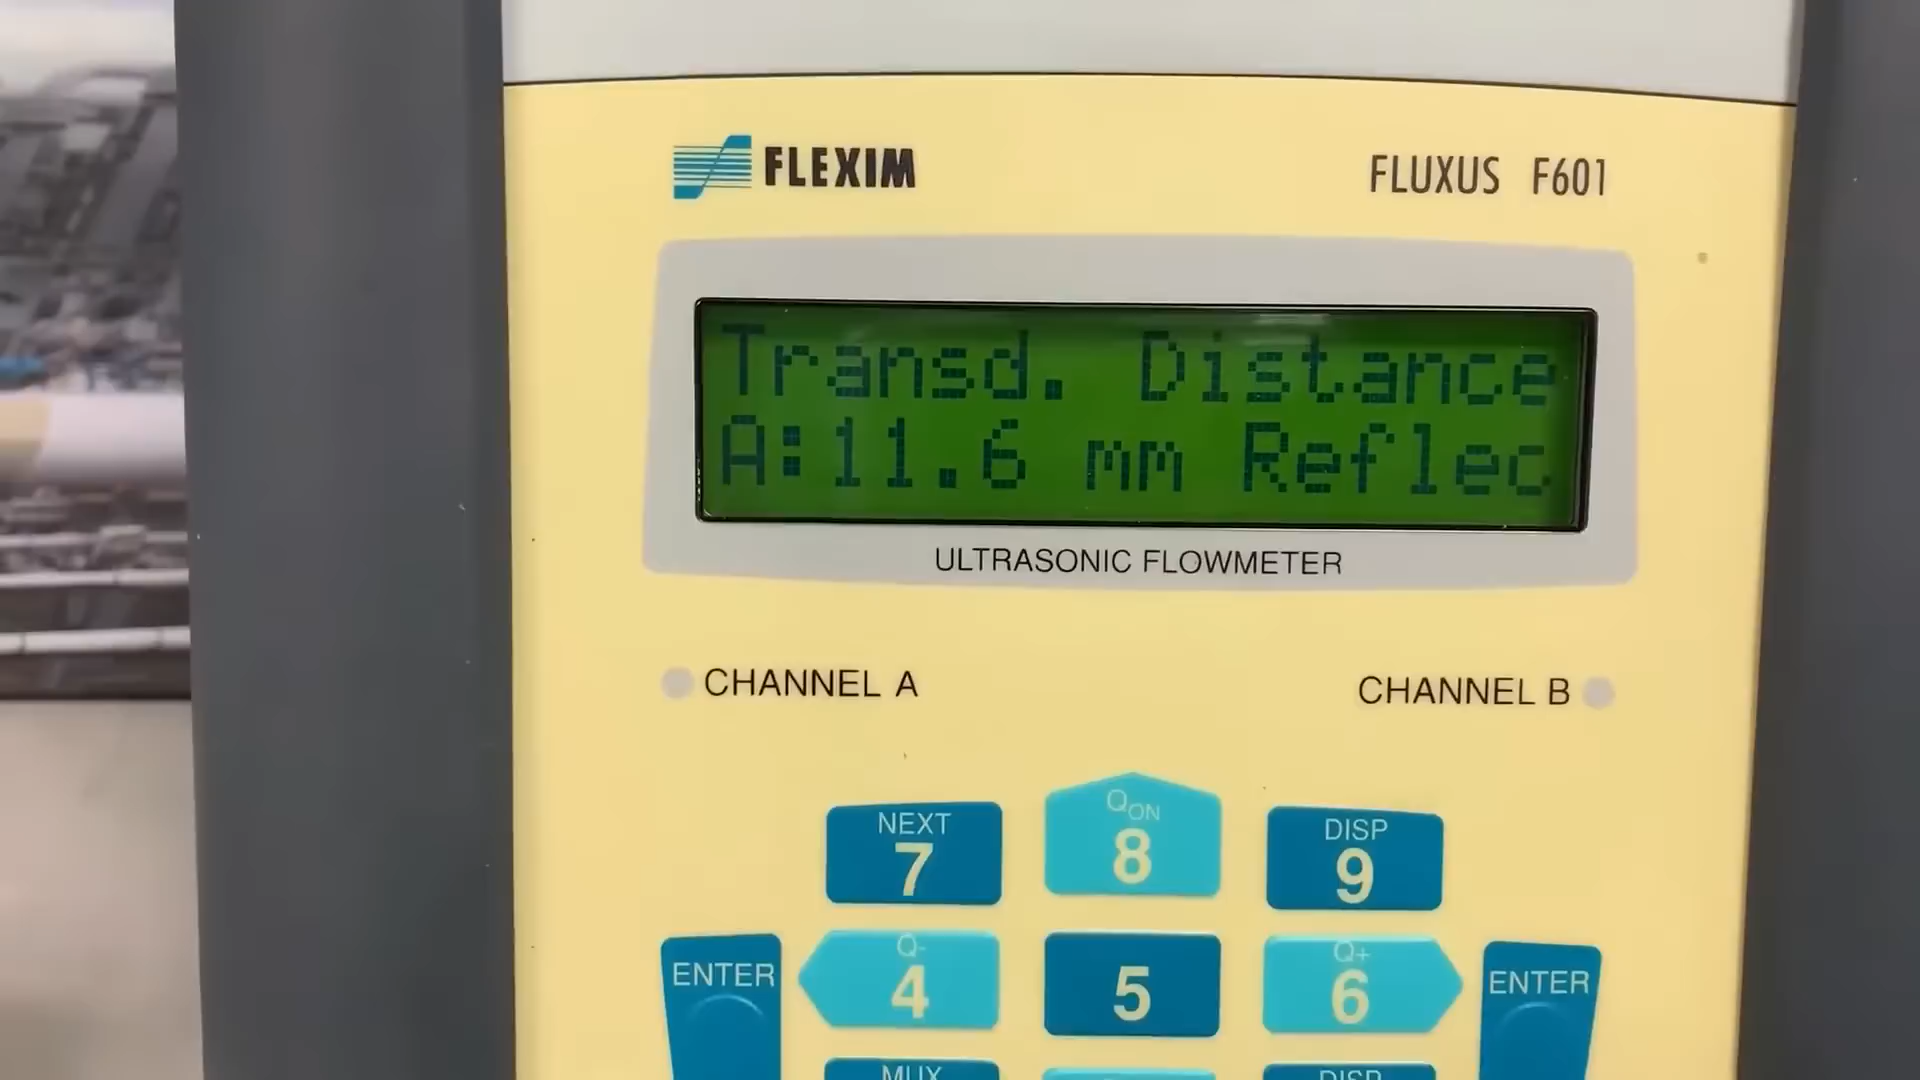 FLEXIM
FLUXUS F601
Transd. Distance
A:11.6 mm Reflec
ULTRASONIC FLOWMETER
CHANNEL A
CHANNEL B
NEXT
7
QON
8
DISP
9
ENTER
Q-
4
5
Q+
6
ENTER
MUX
DISP